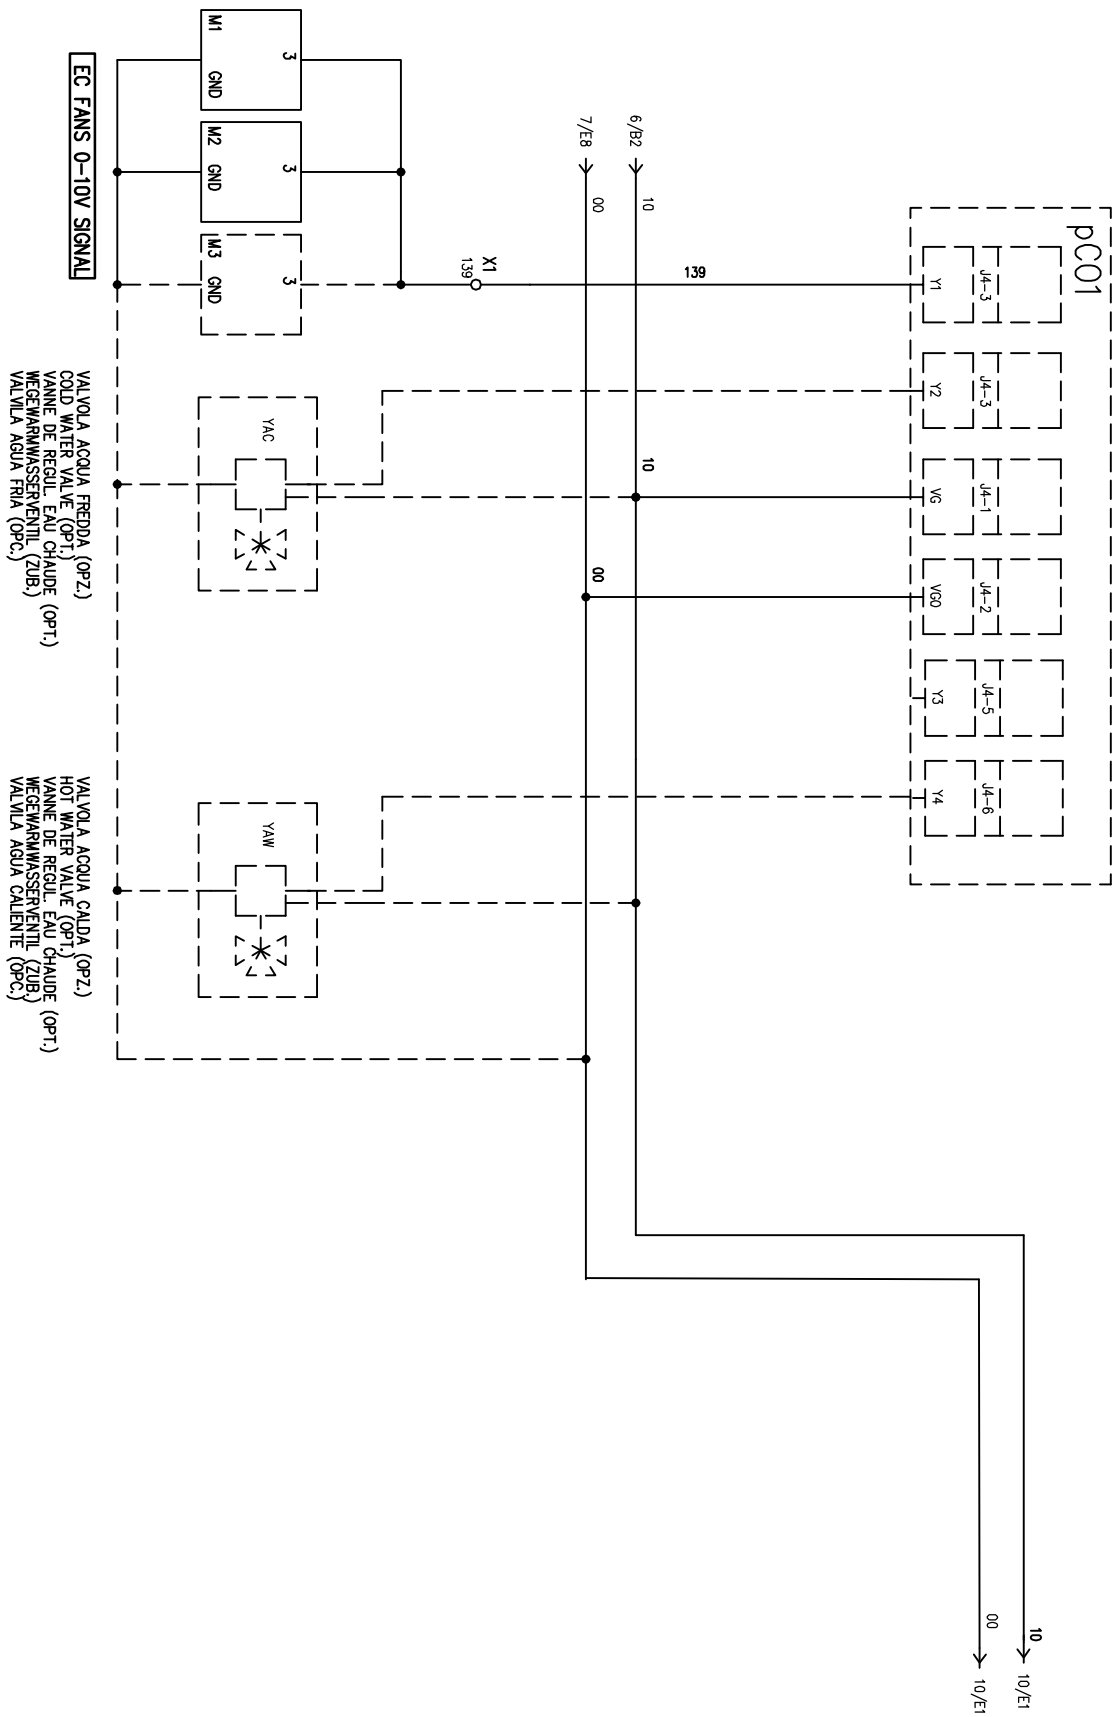 pCO1
J4-3
Y1
J4-3
Y2
J4-1
VG
J4-2
VG0
J4-5
Y3
J4-6
Y4
139
6/B2
10
10
7/E8
00
00
X1
139
10
10/E1
00
10/E1
M1
3
GND
M2
3
GND
M3
3
GND
YAC
YAW
EC FANS 0-10V SIGNAL
VALVOLA ACQUA FREDDA (OPZ.)
COLD WATER VALVE (OPT.)
VANNE DE REGUL. EAU CHAUDE (OPT.)
WEGEWARMWASSERVENTIL (ZUB.)
VALVILA AGUA FRIA (OPC.)
VALVOLA ACQUA CALDA (OPZ.)
HOT WATER VALVE (OPT.)
VANNE DE REGUL. EAU CHAUDE (OPT.)
WEGEWARMWASSERVENTIL (ZUB.)
VALVILA AGUA CALIENTE (OPC.)